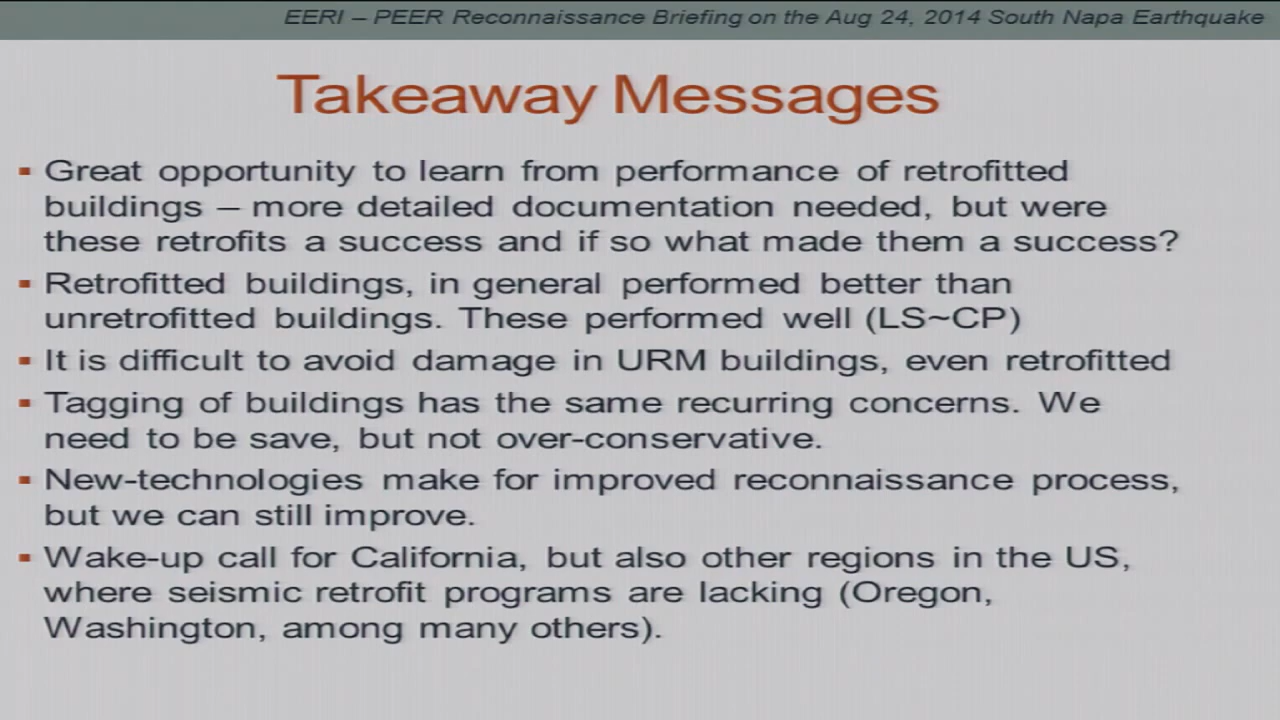 EERI – PEER Reconnaissance Briefing on the Aug 24, 2014 South Napa Earthquake
Takeaway Messages
▪ Great opportunity to learn from performance of retrofitted
buildings – more detailed documentation needed, but were
these retrofits a success and if so what made them a success?
▪ Retrofitted buildings, in general performed better than
unretrofitted buildings. These performed well (LS~CP)
▪ It is difficult to avoid damage in URM buildings, even retrofitted
▪ Tagging of buildings has the same recurring concerns. We
need to be save, but not over-conservative.
▪ New-technologies make for improved reconnaissance process,
but we can still improve.
▪ Wake-up call for California, but also other regions in the US,
where seismic retrofit programs are lacking (Oregon,
Washington, among many others).